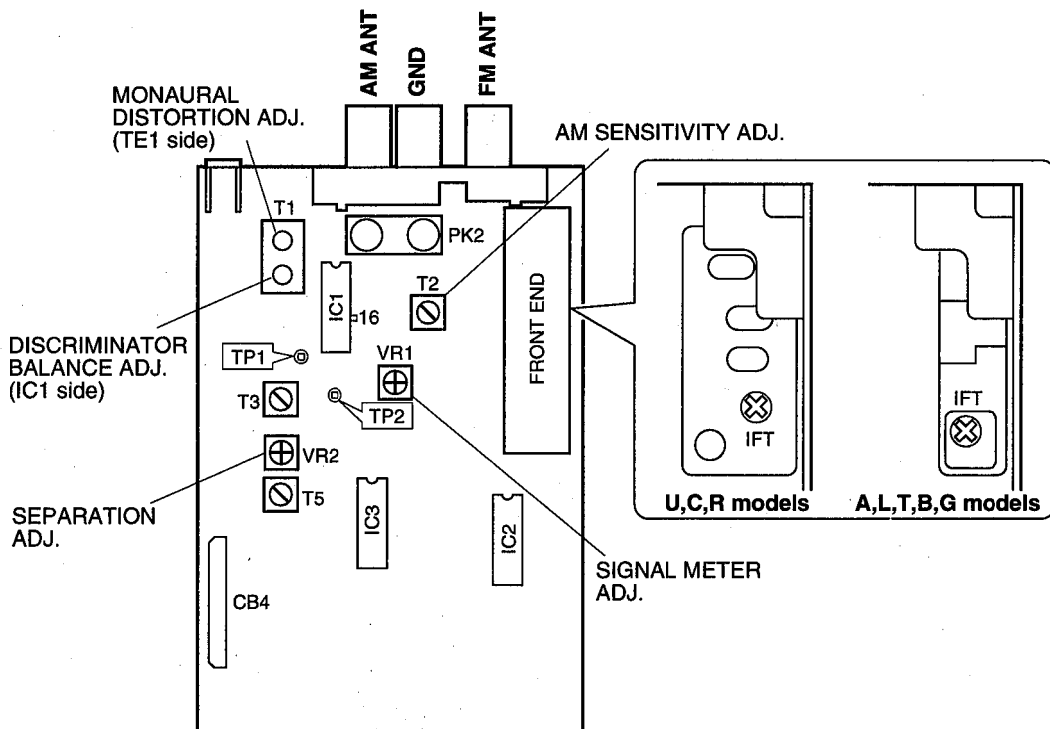 AM ANT
GND
FM ANT
MONAURAL
DISTORTION ADJ.
(TE1 side)
AM SENSITIVITY ADJ.
T1
PK2
T2
IC1
16
FRONT END
DISCRIMINATOR
BALANCE ADJ.
(IC1 side)
TP1
VR1
T3
TP2
IFT
IFT
VR2
U,C,R models
A,L,T,B,G models
T5
SEPARATION
ADJ.
IC3
IC2
SIGNAL METER
ADJ.
CB4